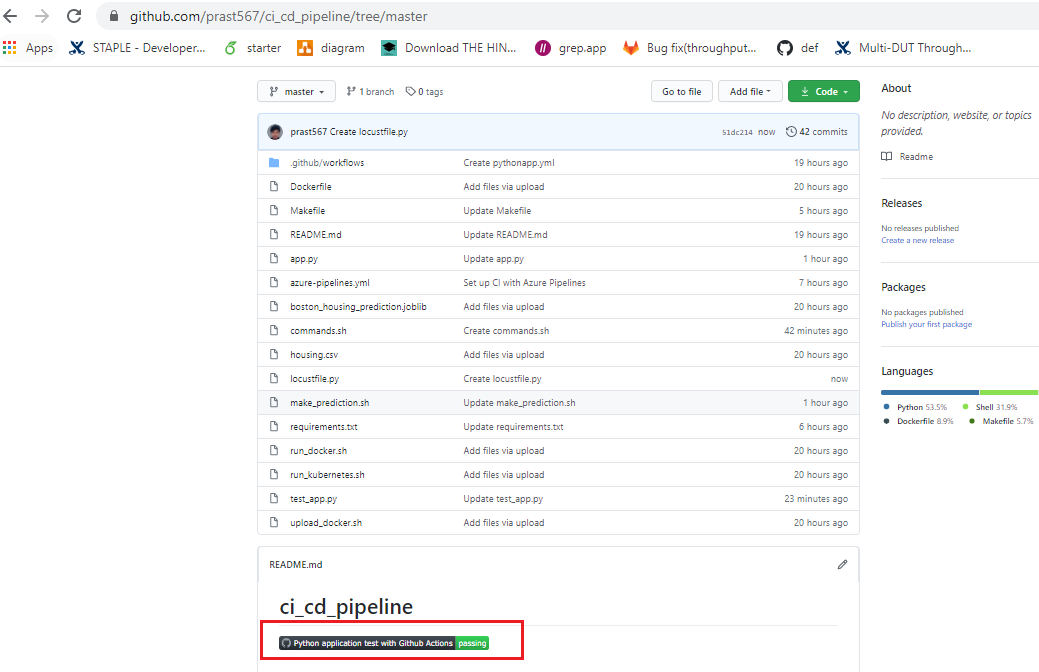 github.com/prast567/ci_cd_pipeline/tree/master
Apps STAPLE - Developer... starter diagram Download THE HIN... grep.app Bug fix(throughput... def Multi-DUT Through...
master 1 branch 0 tags Go to file Add file Code
prast567 Create locustfile.py 51dc214 now 42 commits
.github/workflows Create pythonapp.yml 19 hours ago
Dockerfile Add files via upload 20 hours ago
Makefile Update Makefile 5 hours ago
README.md Update README.md 19 hours ago
app.py Update app.py 1 hour ago
azure-pipelines.yml Set up CI with Azure Pipelines 7 hours ago
boston_housing_prediction.joblib Add files via upload 20 hours ago
commands.sh Create commands.sh 42 minutes ago
housing.csv Add files via upload 20 hours ago
locustfile.py Create locustfile.py now
make_prediction.sh Update make_prediction.sh 1 hour ago
requirements.txt Update requirements.txt 6 hours ago
run_docker.sh Add files via upload 20 hours ago
run_kubernetes.sh Add files via upload 20 hours ago
test_app.py Update test_app.py 23 minutes ago
upload_docker.sh Add files via upload 20 hours ago
README.md
ci_cd_pipeline
Python application test with Github Actions passing
About
No description, website, or topics
provided.
Readme
Releases
No releases published
Create a new release
Packages
No packages published
Publish your first package
Languages
Python 53.5% Shell 31.9%
Dockerfile 8.9% Makefile 5.7%